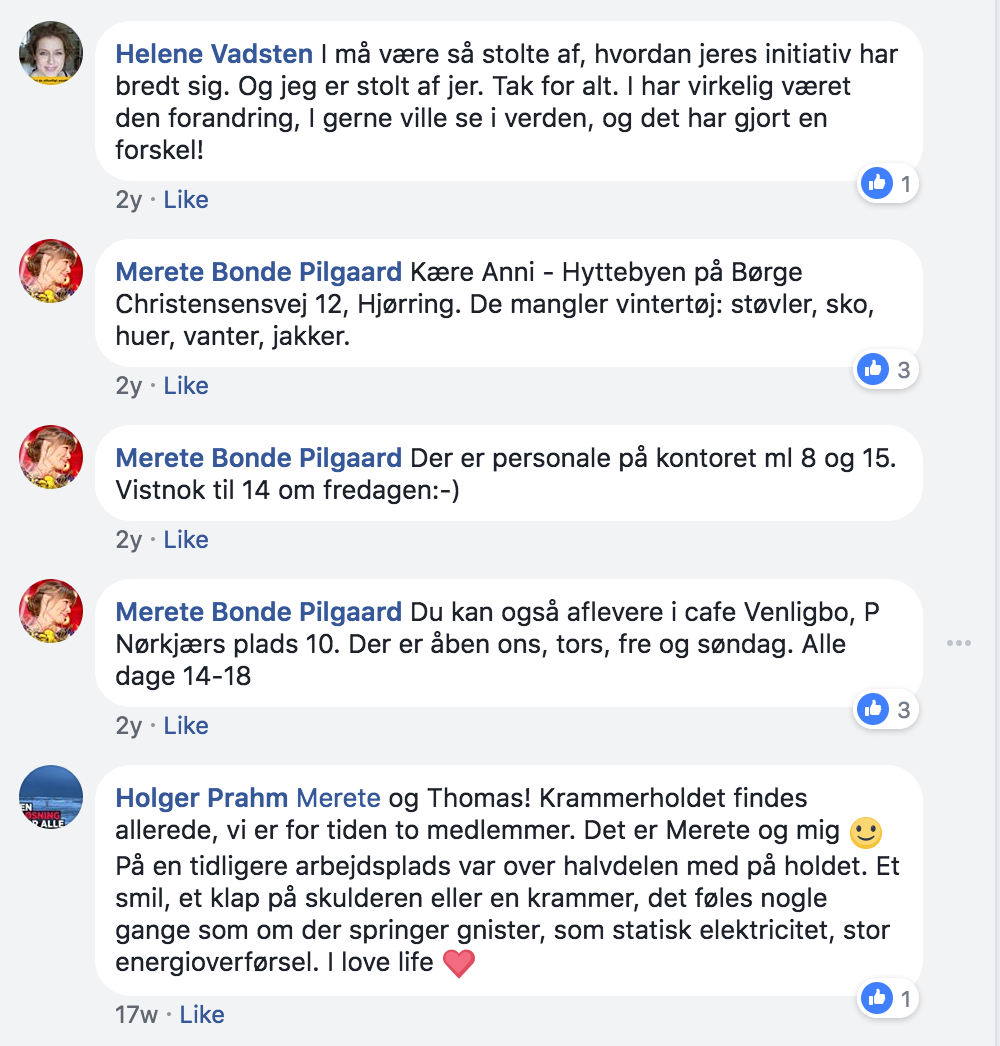 Helene Vadsten I må være så stolte af, hvordan jeres initiativ har
bredt sig. Og jeg er stolt af jer. Tak for alt. I har virkelig været
den forandring, I gerne ville se i verden, og det har gjort en
forskel!
1
2y · Like
Merete Bonde Pilgaard Kære Anni - Hyttebyen på Børge
Christensensvej 12, Hjørring. De mangler vintertøj: støvler, sko,
huer, vanter, jakker.
3
2y · Like
Merete Bonde Pilgaard Der er personale på kontoret ml 8 og 15.
Vistnok til 14 om fredagen:-)
2y · Like
Merete Bonde Pilgaard Du kan også aflevere i cafe Venligbo, P
Nørkjærs plads 10. Der er åben ons, tors, fre og søndag. Alle
dage 14-18
3
2y · Like
EN
ØSNING
R ALLE
Holger Prahm Merete og Thomas! Krammerholdet findes
allerede, vi er for tiden to medlemmer. Det er Merete og mig 🙂
På en tidligere arbejdsplads var over halvdelen med på holdet. Et
smil, et klap på skulderen eller en krammer, det føles nogle
gange som om der springer gnister, som statisk elektricitet, stor
energioverførsel. I love life ❤️
1
17w · Like